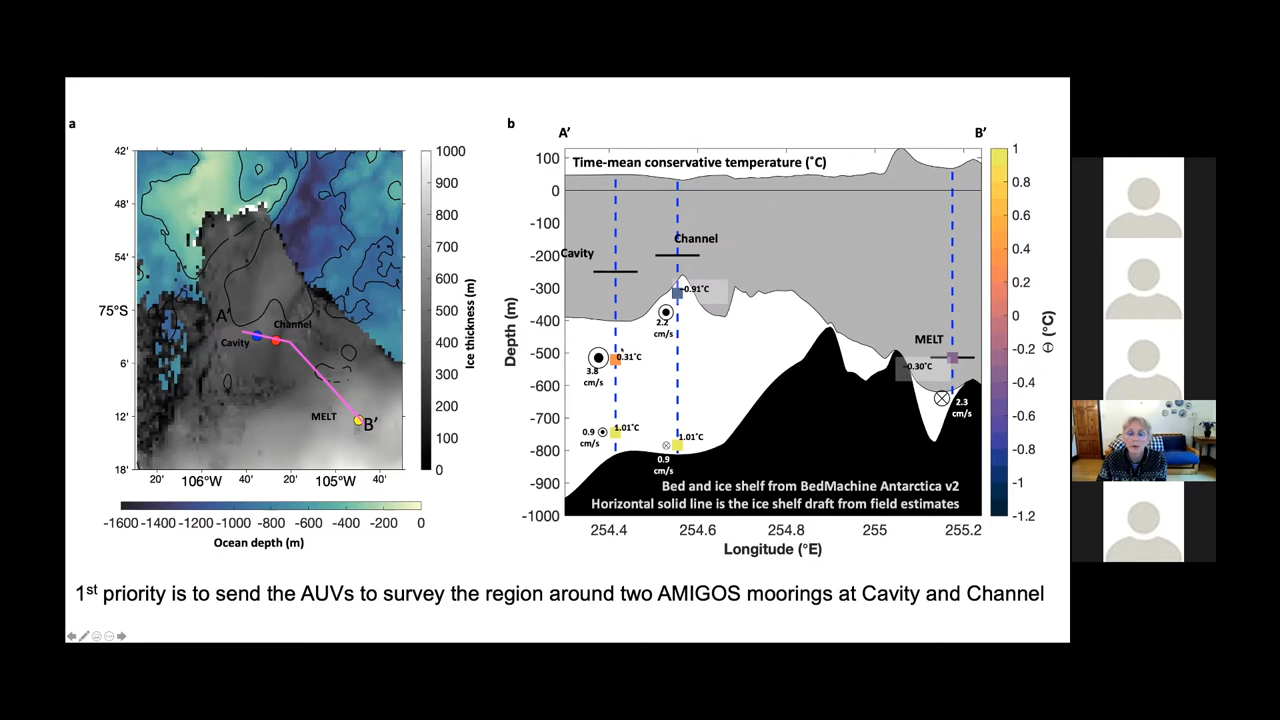 a
42'
48'
54'
75°S
6'
12'
18'
20'
106°W
40'
20'
105°W
40'
A'
Channel
Cavity
MELT
B'
1000
900
800
700
600
500
400
300
200
100
0
Ice thickness (m)
-1600 -1400 -1200 -1000 -800 -600 -400 -200 0
Ocean depth (m)
b
A'
B'
Time-mean conservative temperature (˚C)
100
0
-100
-200
-300
-400
-500
-600
-700
-800
-900
-1000
Depth (m)
Cavity
Channel
MELT
−0.91˚C
2.2
cm/s
0.31˚C
3.8
cm/s
−0.30˚C
2.3
cm/s
0.9
cm/s
1.01˚C
1.01˚C
0.9
cm/s
Bed and ice shelf from BedMachine Antarctica v2
Horizontal solid line is the ice shelf draft from field estimates
254.4 254.6 254.8 255 255.2
Longitude (°E)
1
0.8
0.6
0.4
0.2
0
-0.2
-0.4
-0.6
-0.8
-1
-1.2
Θ (°C)
1st priority is to send the AUVs to survey the region around two AMIGOS moorings at Cavity and Channel